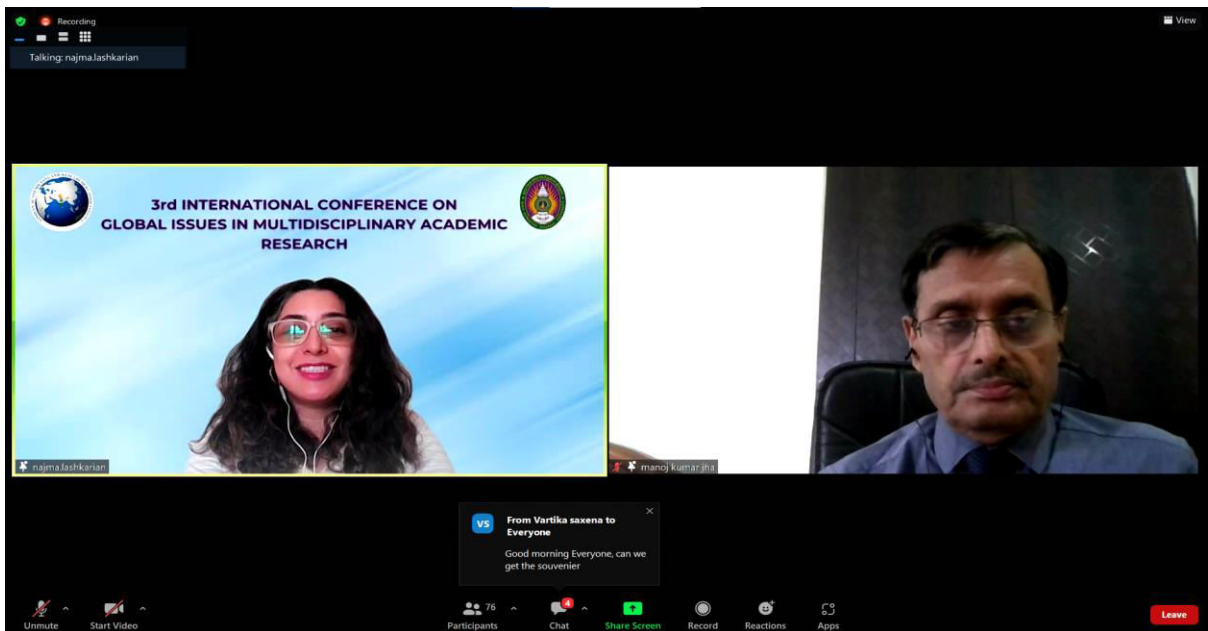 Recording
View
Talking: najma.lashkarian
3rd INTERNATIONAL CONFERENCE ON
GLOBAL ISSUES IN MULTIDISCIPLINARY ACADEMIC
RESEARCH
najma.lashkarian
manoj kumar jha
VS
From Vartika saxena to
Everyone
Good morning Everyone, can we
get the souvenier
Unmute
Start Video
76
Participants
4
Chat
Share Screen
Record
Reactions
Apps
Leave